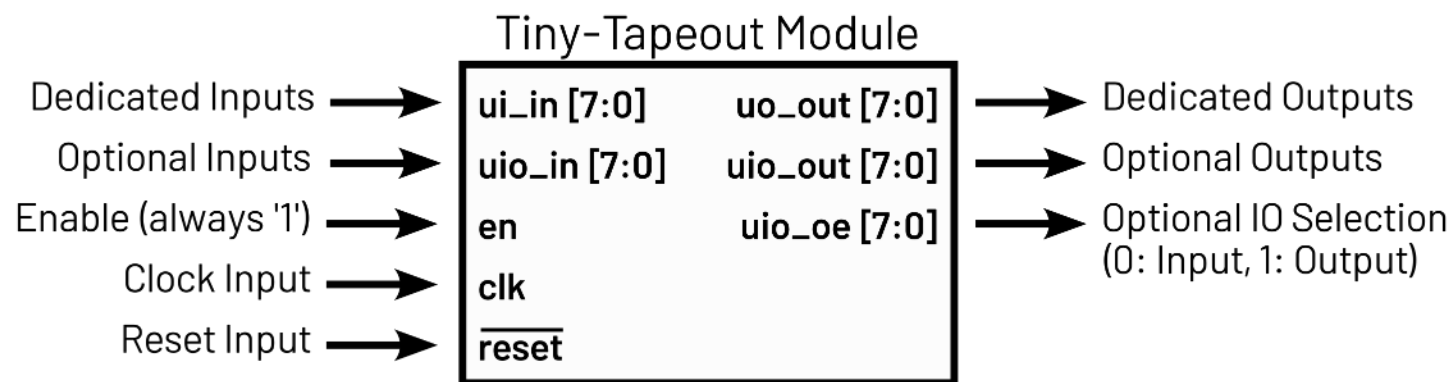 Tiny-Tapeout Module
Dedicated Inputs
ui_in [7:0]
uo_out [7:0]
Dedicated Outputs
Optional Inputs
uio_in [7:0]
uio_out [7:0]
Optional Outputs
Enable (always '1')
en
uio_oe [7:0]
Optional IO Selection
(0: Input, 1: Output)
Clock Input
clk
Reset Input
reset